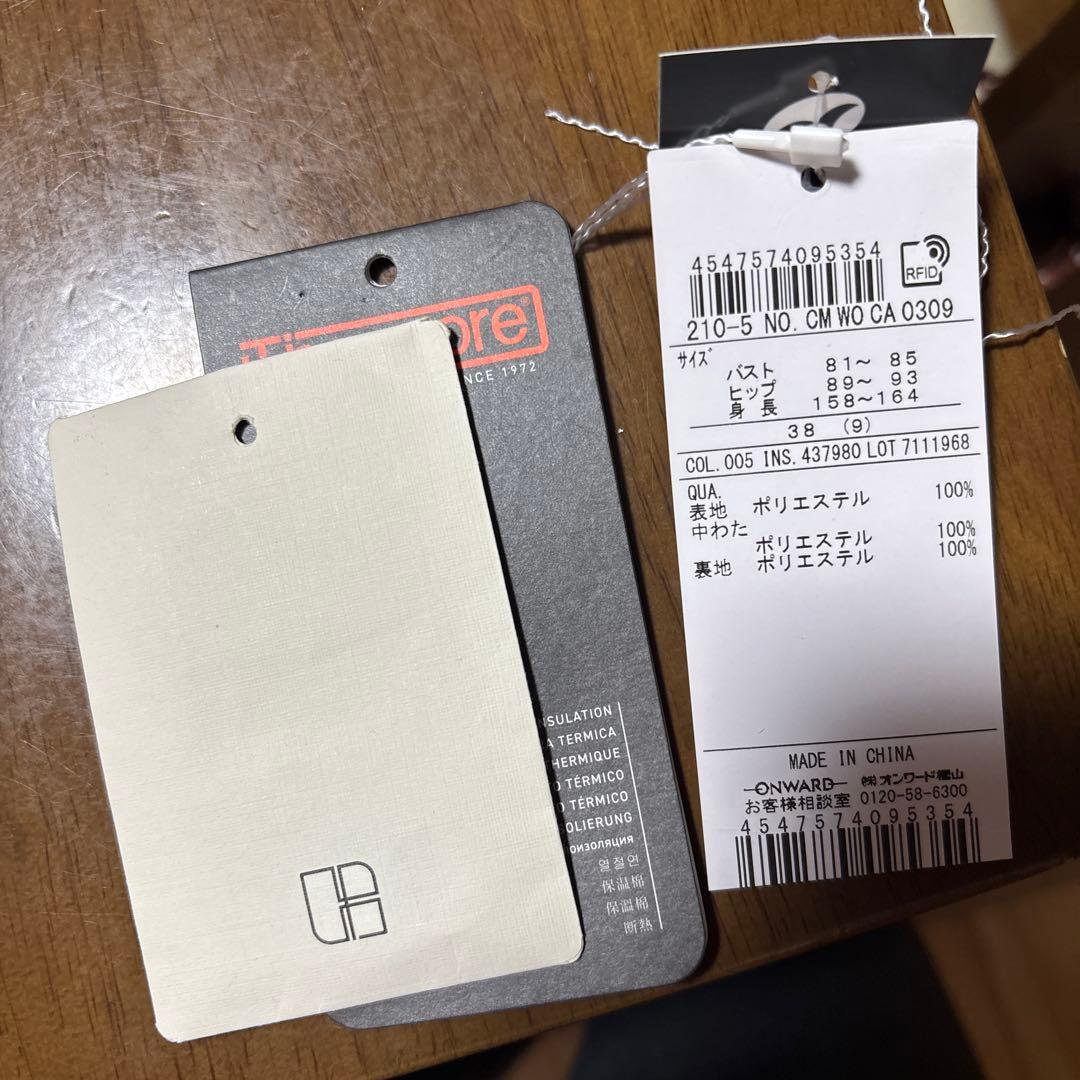 SINCE 1972
INSULATION
TERMICA
THERMIQUE
TÉRMICO
TÉRMICO
열절연
保温棉
保溫棉
断熱
4547574095354
RFID
210-5 NO. CM WO CA 0309
サイズ
バスト 81～ 85
ヒップ 89～ 93
身長 158～164
38 (9)
COL. 005 INS. 437980 LOT 7111968
QUA.
表地 ポリエステル 100%
中わた
ポリエステル 100%
裏地 ポリエステル 100%
MADE IN CHINA
ONWARD ㈱オンワード樫山
お客様相談室 0120-58-6300
4547574095354